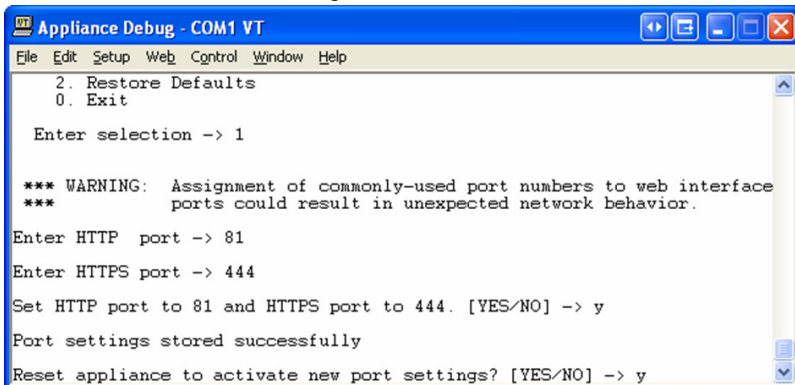 Appliance Debug - COM1 VT
File Edit Setup Web Control Window Help
2. Restore Defaults
0. Exit
Enter selection -> 1
*** WARNING: Assignment of commonly-used port numbers to web interface
*** ports could result in unexpected network behavior.
Enter HTTP port -> 81
Enter HTTPS port -> 444
Set HTTP port to 81 and HTTPS port to 444. [YES/NO] -> y
Port settings stored successfully
Reset appliance to activate new port settings? [YES/NO] -> y